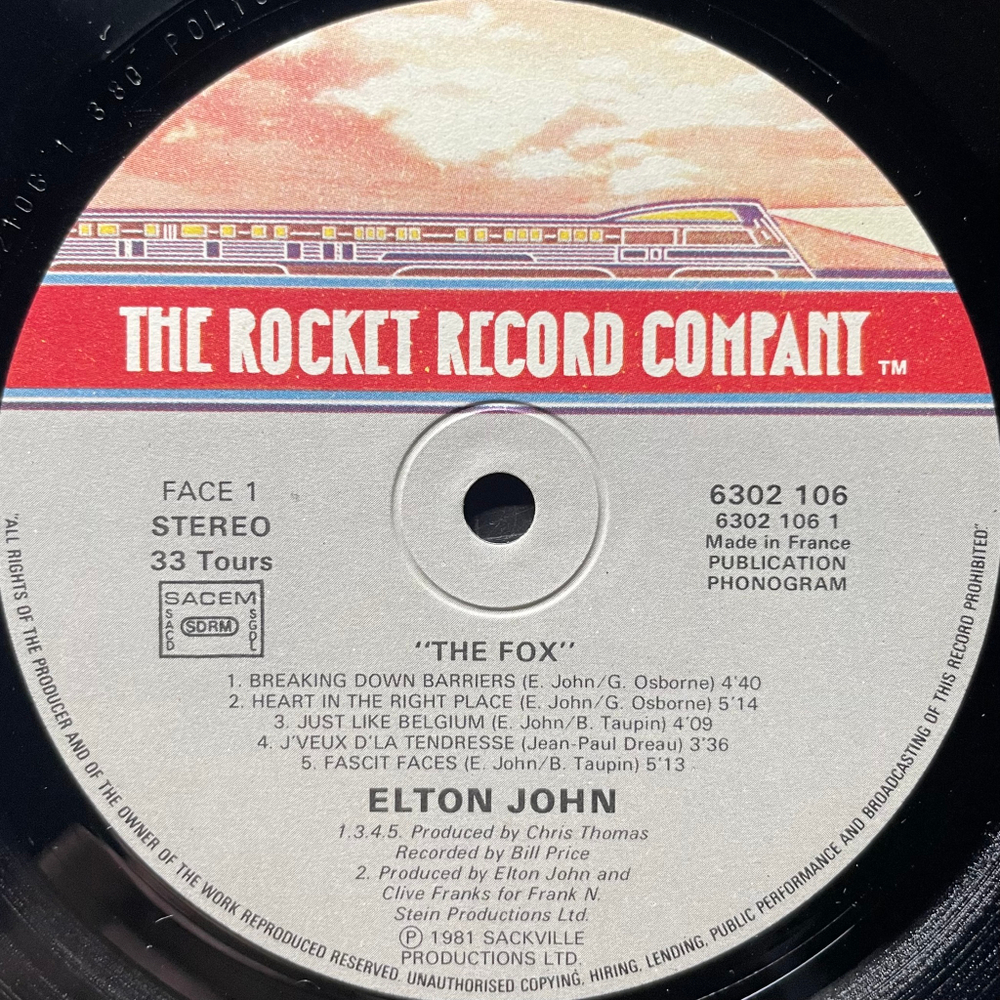 380 POLY
THE ROCKET RECORD COMPANY ™
FACE 1
STEREO
33 Tours
SACEM
SACD
SDRM
SGDL
6302 106
6302 106 1
Made in France
PUBLICATION
PHONOGRAM
"THE FOX"
1. BREAKING DOWN BARRIERS (E. John/G. Osborne) 4'40
2. HEART IN THE RIGHT PLACE (E. John/G. Osborne) 5'14
3. JUST LIKE BELGIUM (E. John/B. Taupin) 4'09
4. J'VEUX D'LA TENDRESSE (Jean-Paul Dreau) 3'36
5. FASCIT FACES (E. John/B. Taupin) 5'13
ELTON JOHN
1.3.4.5. Produced by Chris Thomas
Recorded by Bill Price
2. Produced by Elton John and
Clive Franks for Frank N.
Stein Productions Ltd.
Ⓟ 1981 SACKVILLE
PRODUCTIONS LTD.
"ALL RIGHTS OF THE PRODUCER AND OF THE OWNER OF THE WORK REPRODUCED RESERVED. UNAUTHORISED COPYING, HIRING, LENDING, PUBLIC PERFORMANCE AND BROADCASTING OF THIS RECORD PROHIBITED"